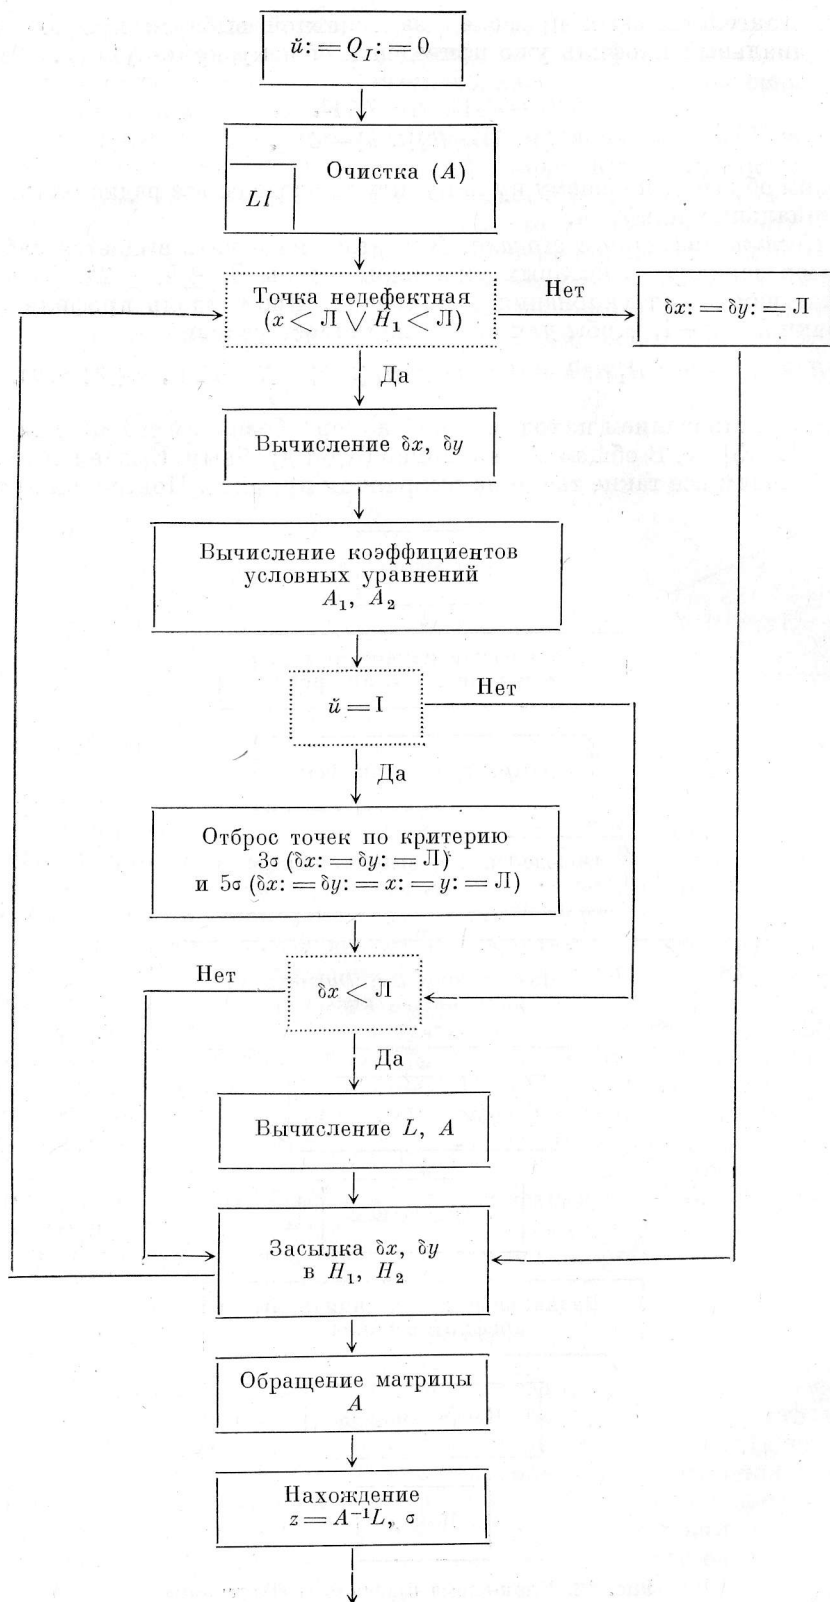 й: = Q_I: = 0
Очистка (A)
LI
Точка недефектная
(x < Л ∨ H₁ < Л)
Нет
δx: = δy: = Л
Да
Вычисление δx, δy
Вычисление коэффициентов
условных уравнений
A₁, A₂
й = I
Нет
Да
Отброс точек по критерию
3σ (δx: = δy: = Л)
и 5σ (δx: = δy: = x: = y: = Л)
Нет
δx < Л
Да
Вычисление L, A
Засылка δx, δy
в H₁, H₂
Обращение матрицы
A
Нахождение
z = A⁻¹L, σ